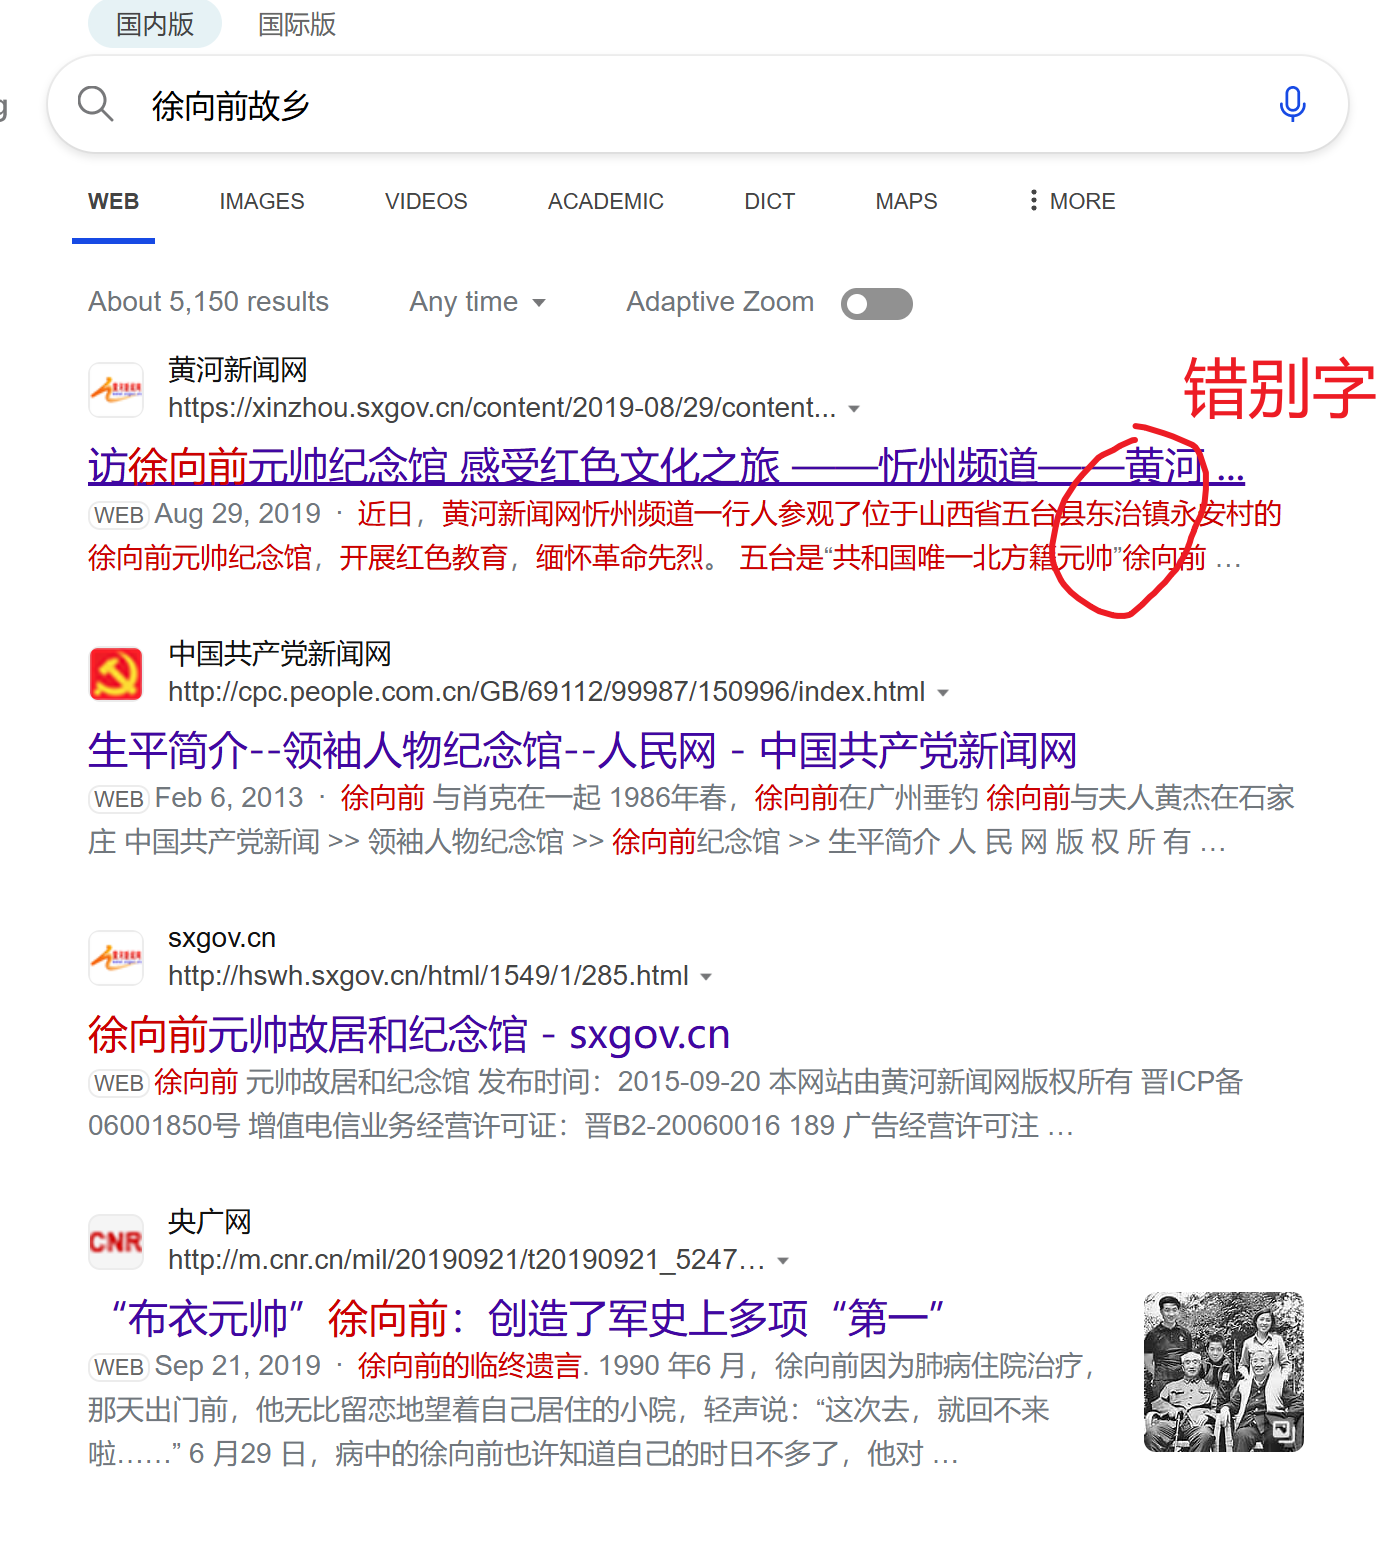 国内版 国际版
g
徐向前故乡
WEB IMAGES VIDEOS ACADEMIC DICT MAPS MORE
About 5,150 results Any time Adaptive Zoom
黄河新闻网
https://xinzhou.sxgov.cn/content/2019-08/29/content...
错别字
访徐向前元帅纪念馆 感受红色文化之旅 ——忻州频道——黄河 ...
WEB Aug 29, 2019 · 近日，黄河新闻网忻州频道一行人参观了位于山西省五台县东治镇永安村的
徐向前元帅纪念馆，开展红色教育，缅怀革命先烈。 五台是“共和国唯一北方籍元帅”徐向前 …
中国共产党新闻网
http://cpc.people.com.cn/GB/69112/99987/150996/index.html
生平简介--领袖人物纪念馆--人民网 - 中国共产党新闻网
WEB Feb 6, 2013 · 徐向前 与肖克在一起 1986年春，徐向前在广州垂钓 徐向前与夫人黄杰在石家
庄 中国共产党新闻 >> 领袖人物纪念馆 >> 徐向前纪念馆 >> 生平简介 人 民 网 版 权 所 有 …
sxgov.cn
http://hswh.sxgov.cn/html/1549/1/285.html
徐向前元帅故居和纪念馆 - sxgov.cn
WEB 徐向前 元帅故居和纪念馆 发布时间：2015-09-20 本网站由黄河新闻网版权所有 晋ICP备
06001850号 增值电信业务经营许可证：晋B2-20060016 189 广告经营许可注 …
CNR
央广网
http://m.cnr.cn/mil/20190921/t20190921_5247…
“布衣元帅”徐向前：创造了军史上多项“第一”
WEB Sep 21, 2019 · 徐向前的临终遗言. 1990 年6 月，徐向前因为肺病住院治疗，
那天出门前，他无比留恋地望着自己居住的小院，轻声说：“这次去，就回不来
啦……” 6 月29 日，病中的徐向前也许知道自己的时日不多了，他对 …